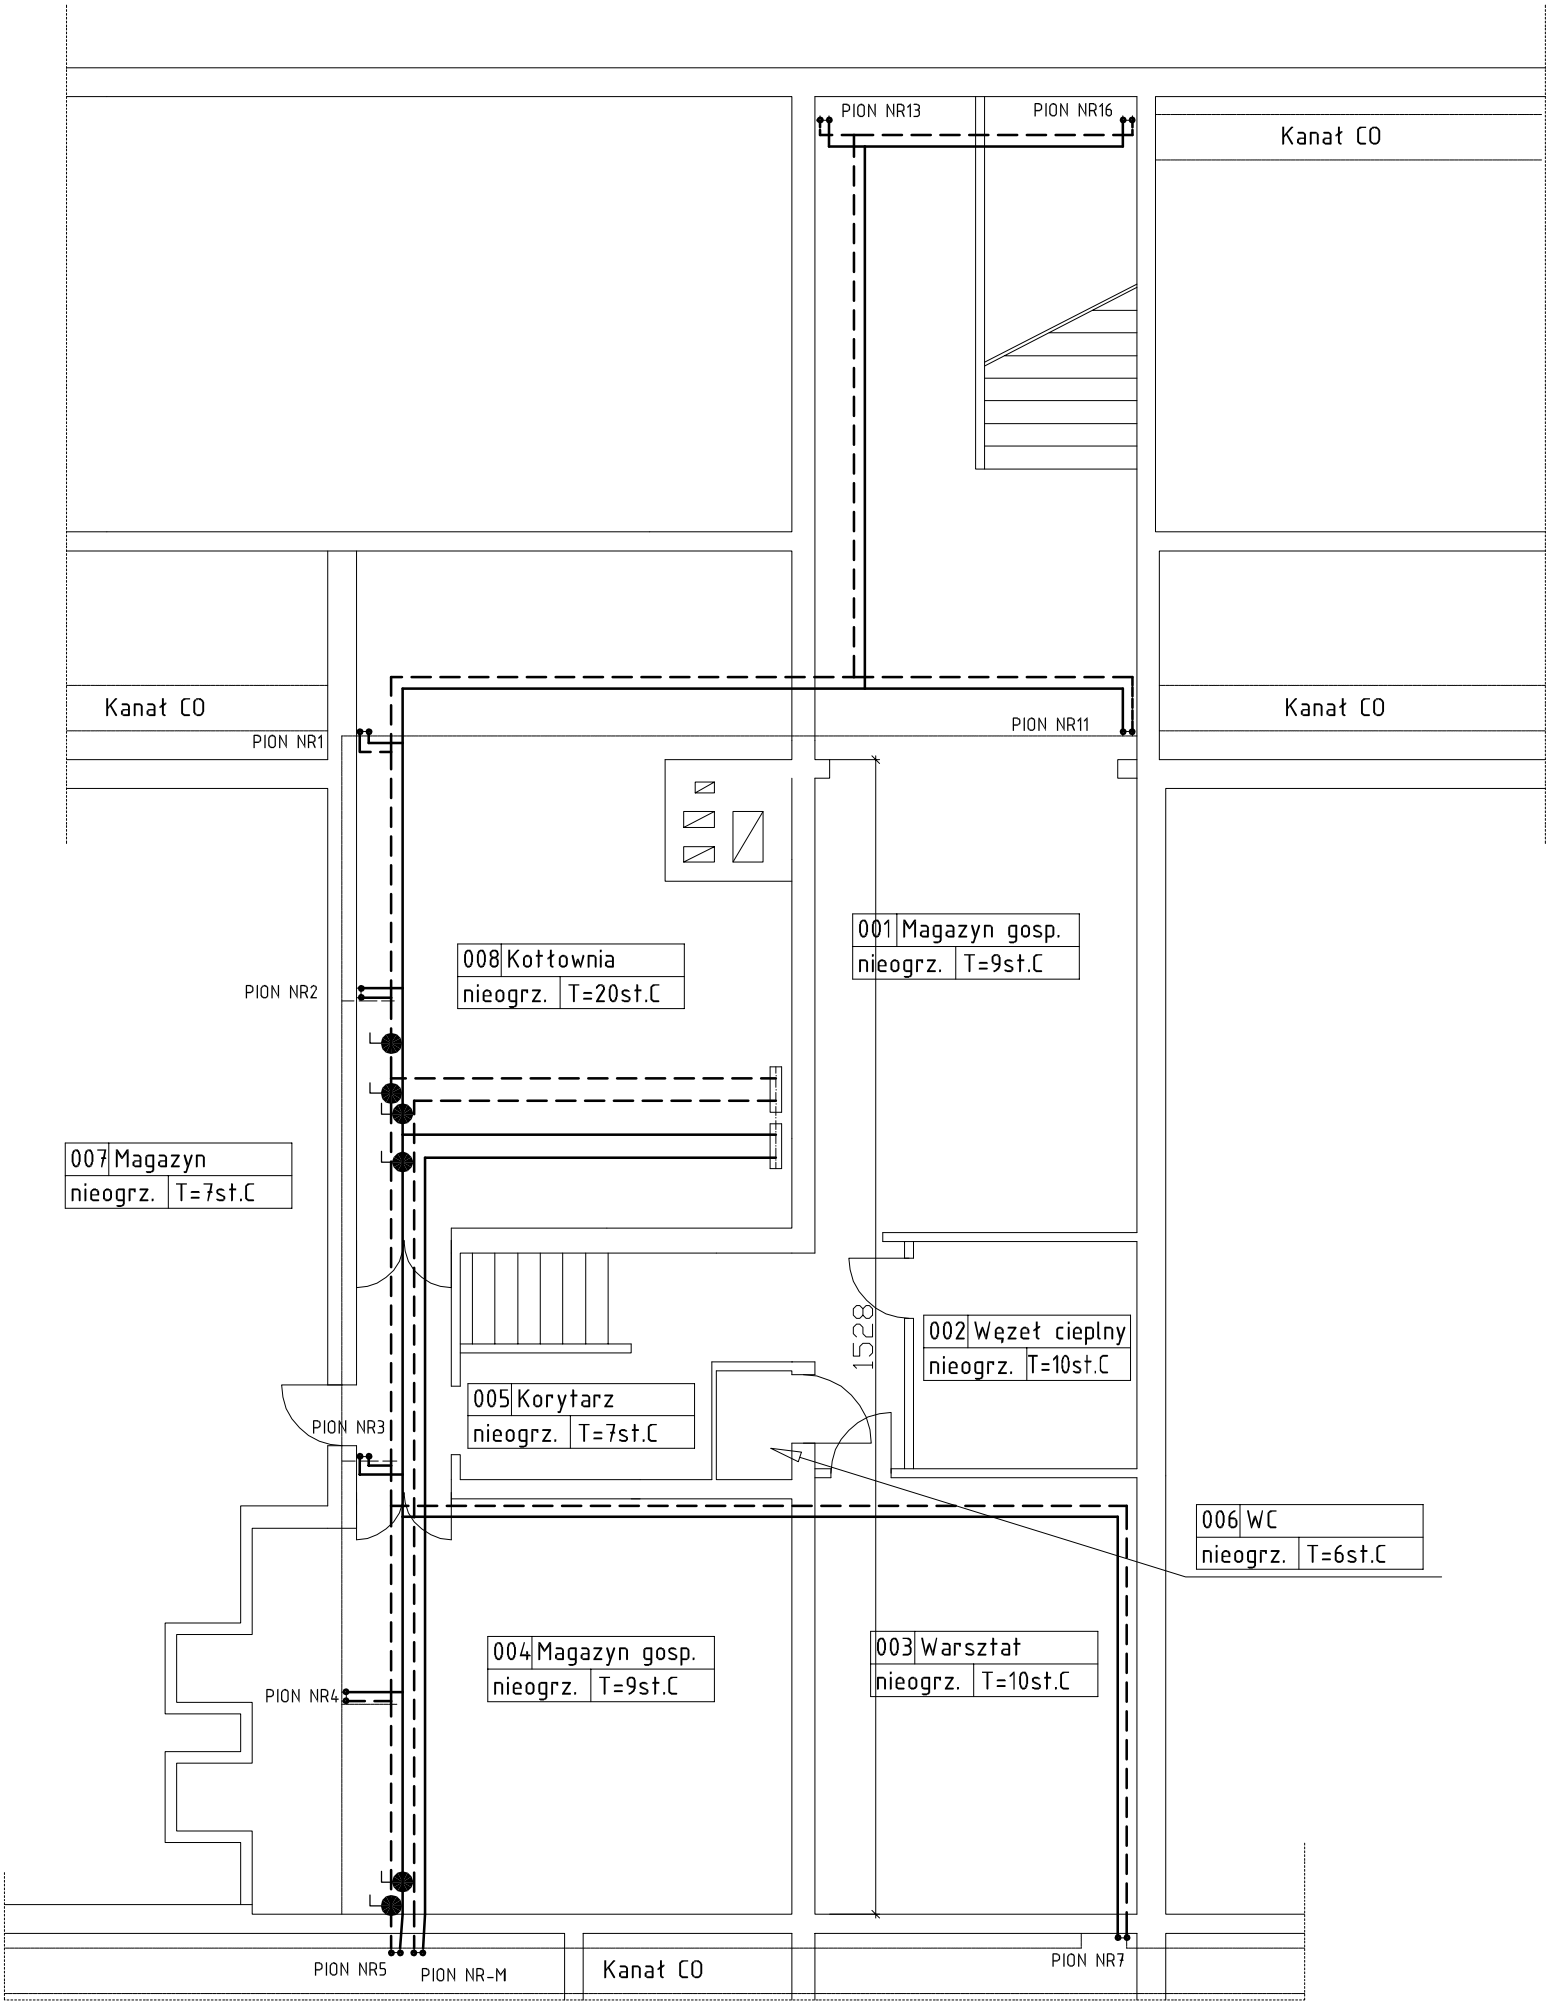 PION NR13
PION NR16
Kanał CO
Kanał CO
Kanał CO
PION NR11
PION NR1
001 Magazyn gosp.
nieogrz. T=9st.C
008 Kotłownia
nieogrz. T=20st.C
PION NR2
007 Magazyn
nieogrz. T=7st.C
1528
002 Węzeł cieplny
nieogrz. T=10st.C
005 Korytarz
nieogrz. T=7st.C
PION NR3
006 WC
nieogrz. T=6st.C
004 Magazyn gosp.
nieogrz. T=9st.C
003 Warsztat
nieogrz. T=10st.C
PION NR4
PION NR5
PION NR-M
Kanał CO
PION NR7